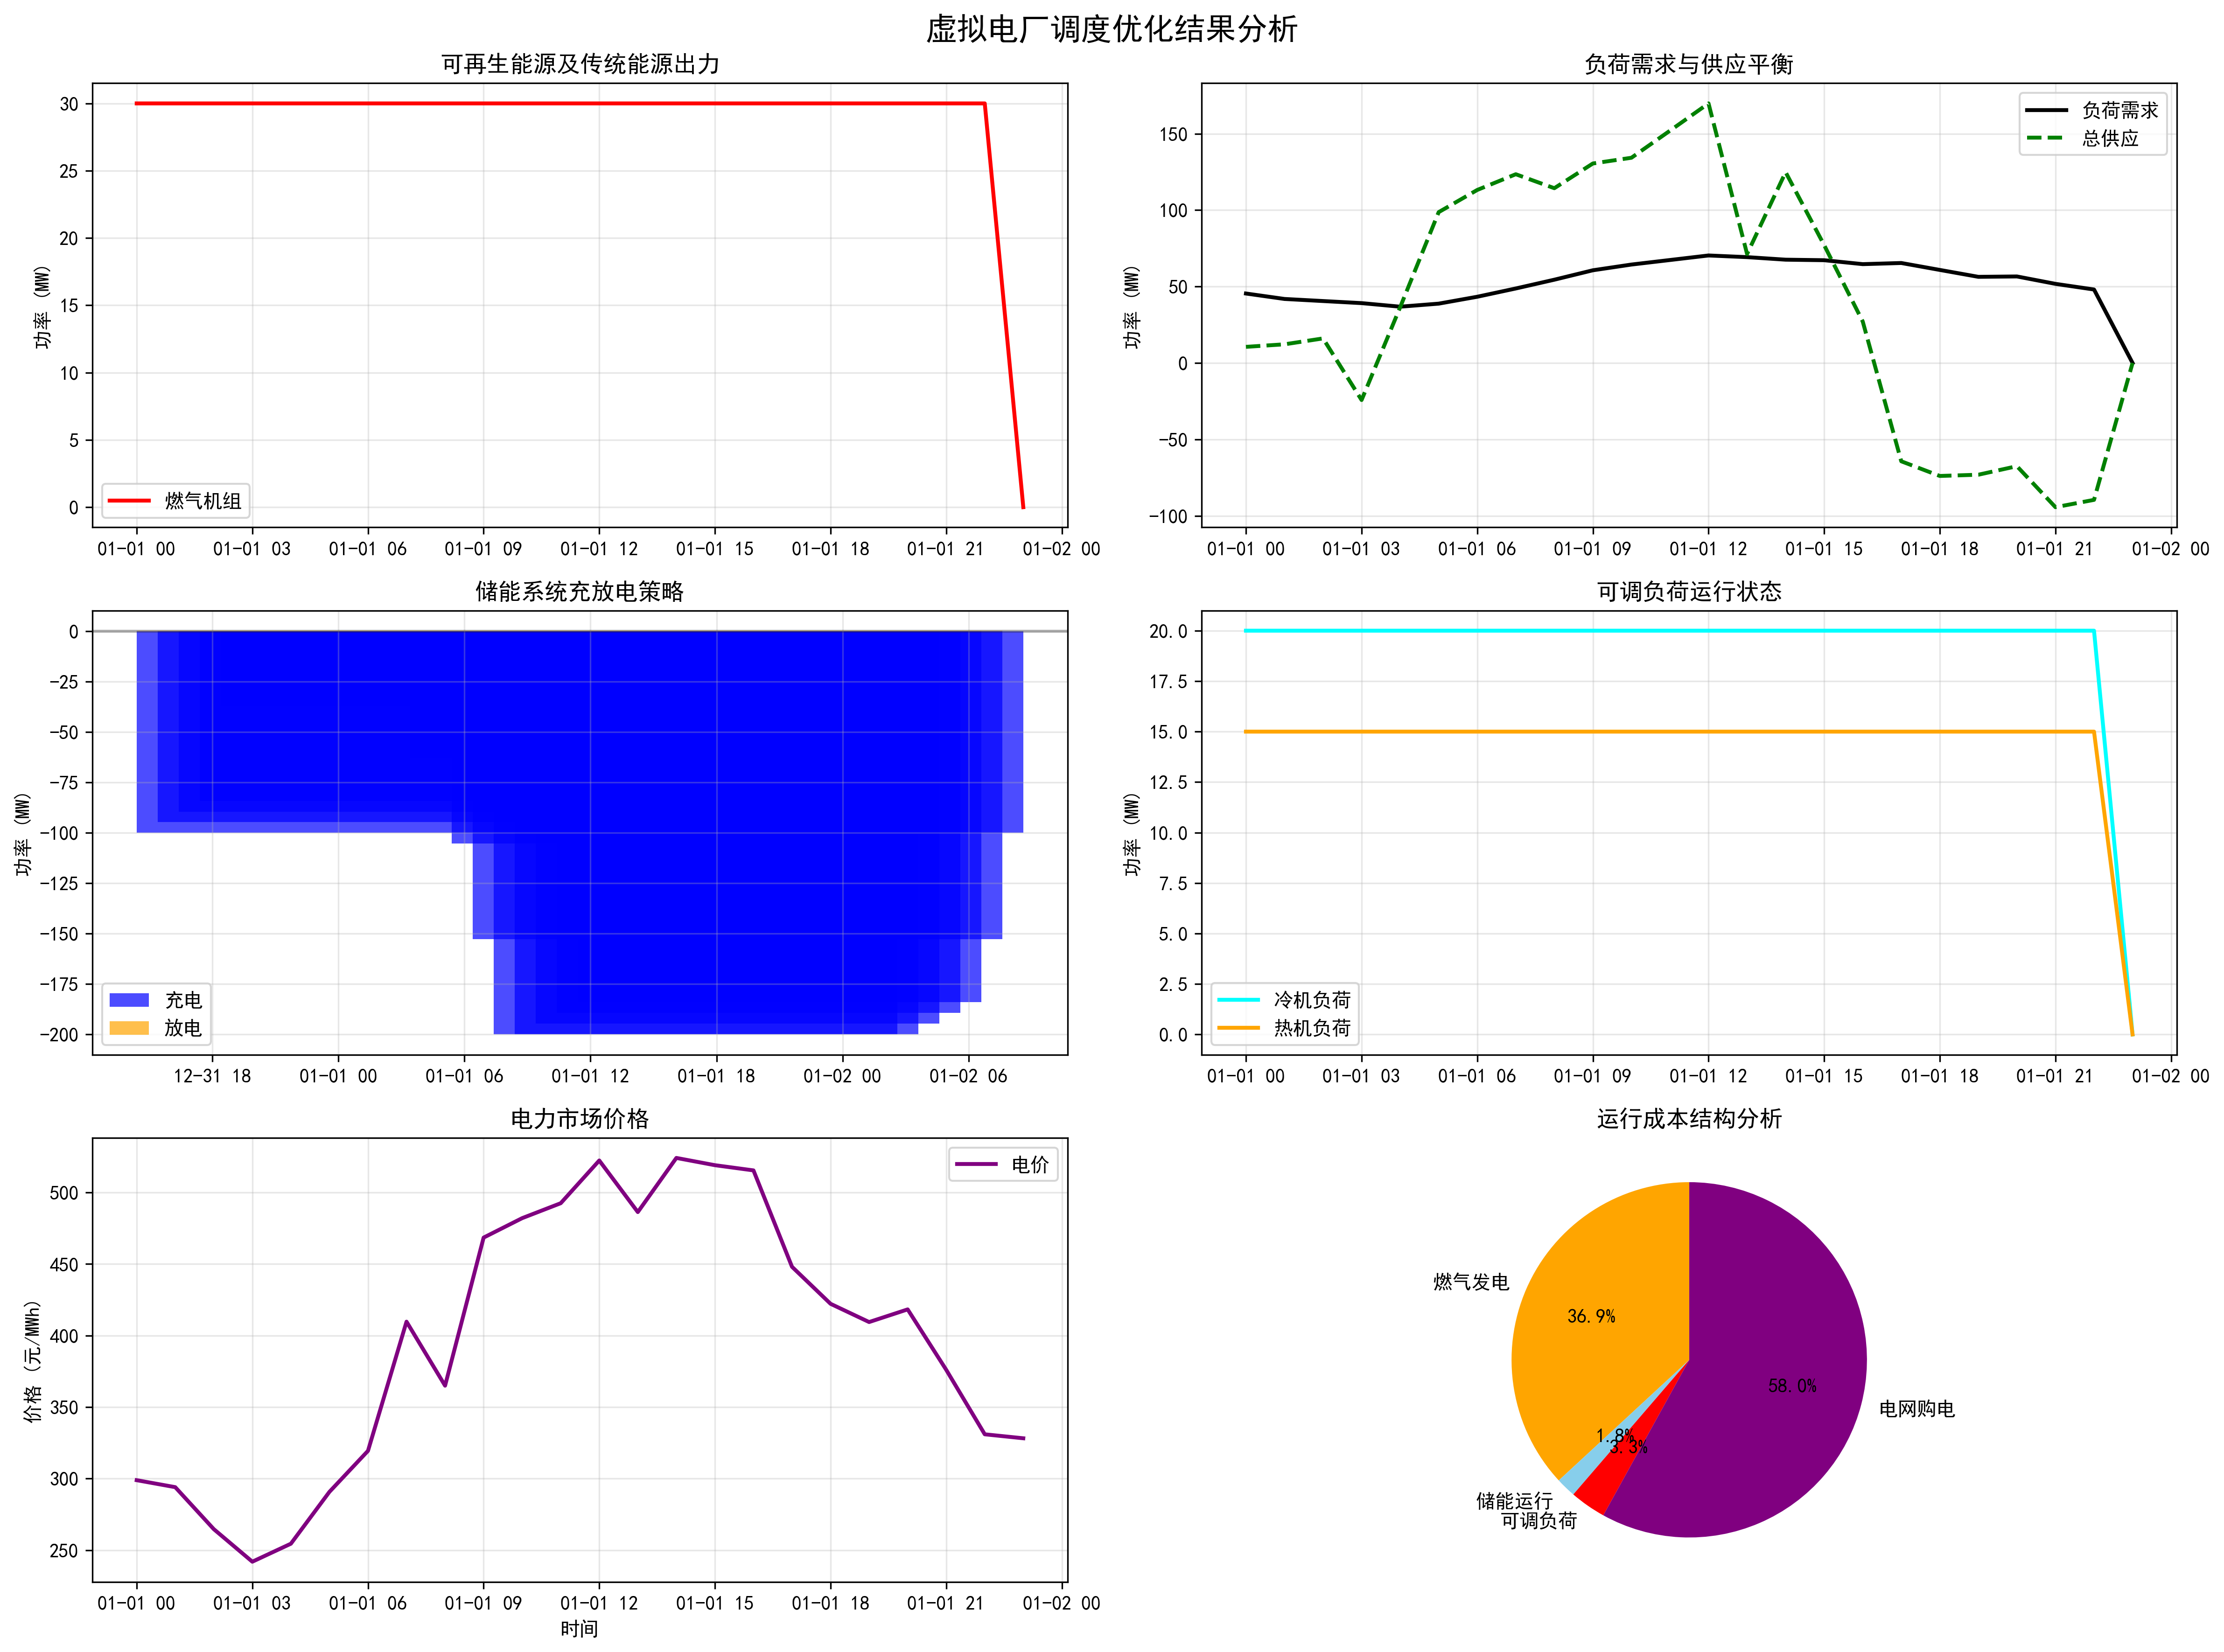 虚拟电厂调度优化结果分析
可再生能源及传统能源出力
功率 (MW)
30
25
20
15
10
5
0
燃气机组
01-01 00 01-01 03 01-01 06 01-01 09 01-01 12 01-01 15 01-01 18 01-01 21 01-02 00
负荷需求与供应平衡
功率 (MW)
150
100
50
0
-50
-100
负荷需求
总供应
01-01 00 01-01 03 01-01 06 01-01 09 01-01 12 01-01 15 01-01 18 01-01 21 01-02 00
储能系统充放电策略
功率 (MW)
0
-25
-50
-75
-100
-125
-150
-175
-200
充电
放电
12-31 18 01-01 00 01-01 06 01-01 12 01-01 18 01-02 00 01-02 06
可调负荷运行状态
功率 (MW)
20.0
17.5
15.0
12.5
10.0
7.5
5.0
2.5
0.0
冷机负荷
热机负荷
01-01 00 01-01 03 01-01 06 01-01 09 01-01 12 01-01 15 01-01 18 01-01 21 01-02 00
电力市场价格
价格 (元/MWh)
500
450
400
350
300
250
电价
01-01 00 01-01 03 01-01 06 01-01 09 01-01 12 01-01 15 01-01 18 01-01 21 01-02 00
时间
运行成本结构分析
燃气发电
36.9%
58.0%
电网购电
1.8%
3.3%
储能运行
可调负荷